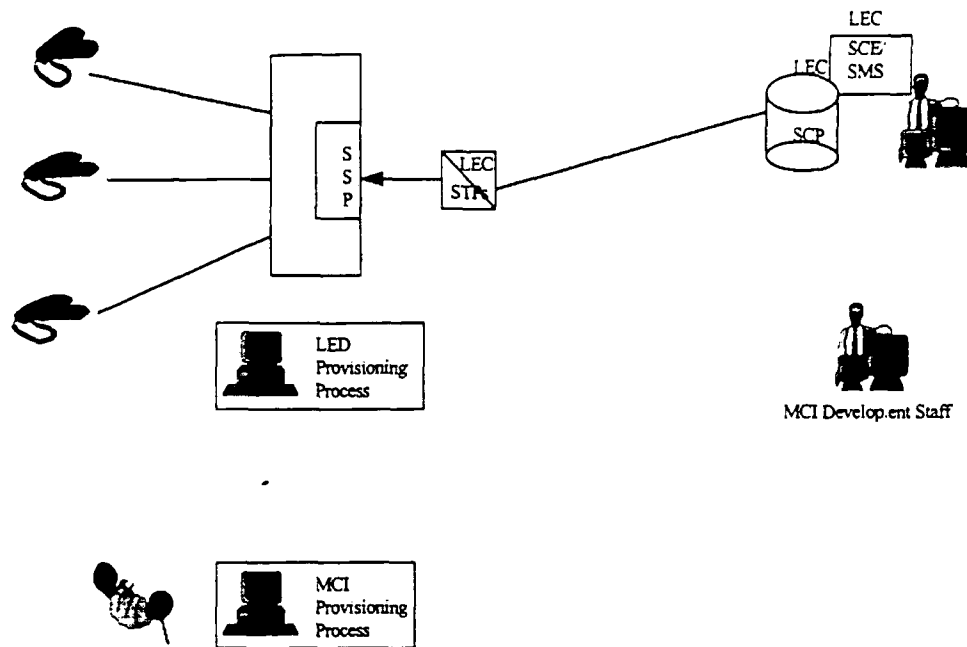 LEC
SCE/
SMS
LEC
SCP
S
S
P
LEC
STPs
LED
Provisioning
Process
MCI Develop.ent Staff
MCI
Provisioning
Process